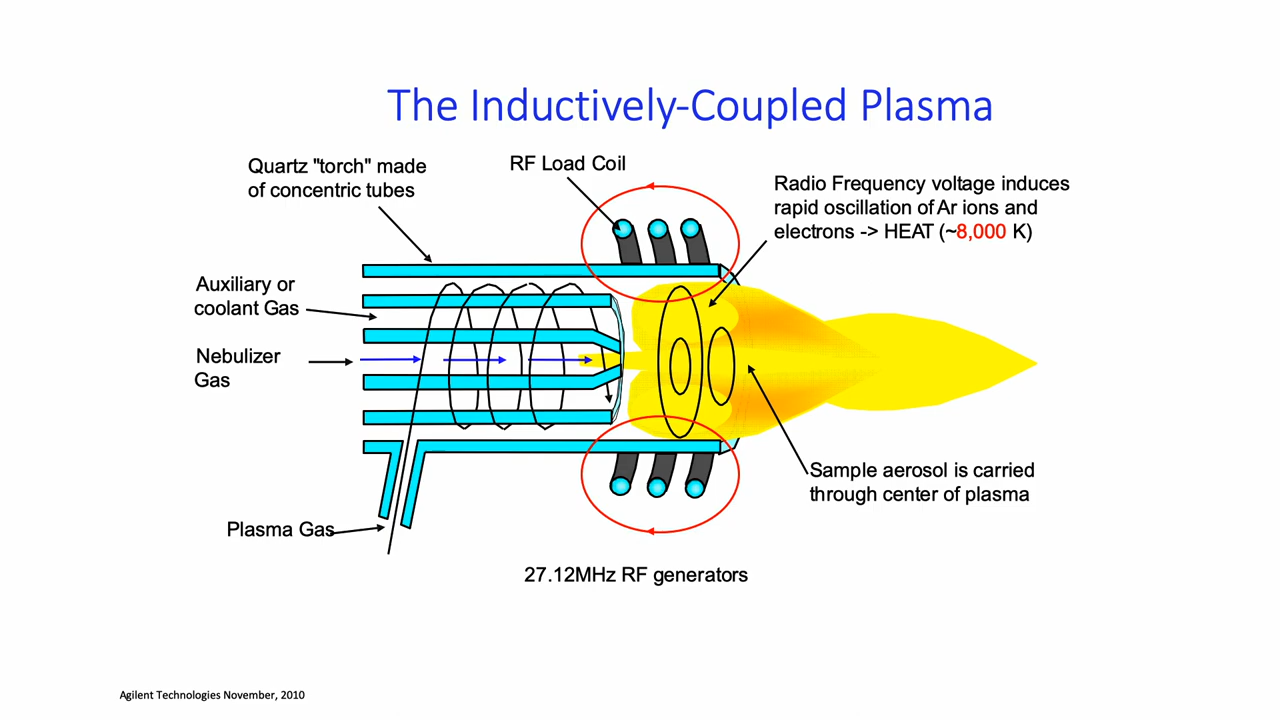 The Inductively-Coupled Plasma
Quartz "torch" made
of concentric tubes
RF Load Coil
Radio Frequency voltage induces
rapid oscillation of Ar ions and
electrons -> HEAT (~8,000 K)
Auxiliary or
coolant Gas
Nebulizer
Gas
Sample aerosol is carried
through center of plasma
Plasma Gas
27.12MHz RF generators
Agilent Technologies November, 2010